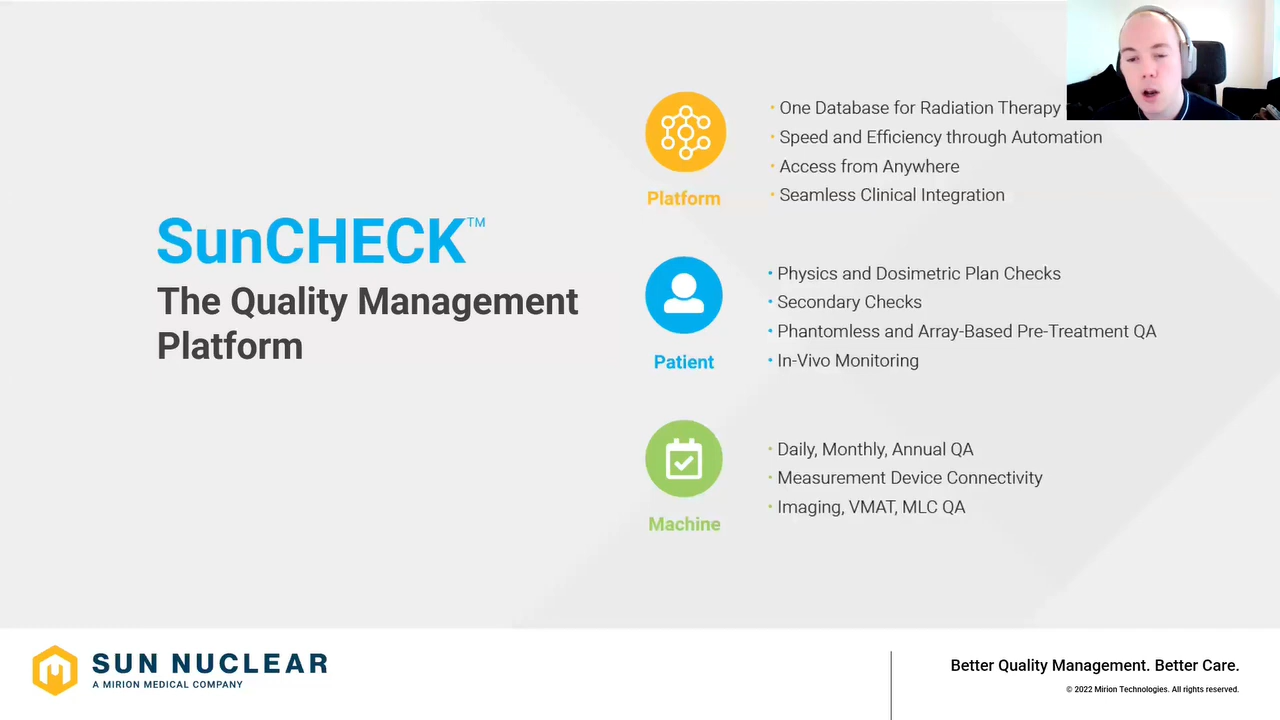 SunCHECK™
The Quality Management
Platform
Platform
• One Database for Radiation Therapy
• Speed and Efficiency through Automation
• Access from Anywhere
• Seamless Clinical Integration
Patient
• Physics and Dosimetric Plan Checks
• Secondary Checks
• Phantomless and Array-Based Pre-Treatment QA
• In-Vivo Monitoring
Machine
• Daily, Monthly, Annual QA
• Measurement Device Connectivity
• Imaging, VMAT, MLC QA
SUN NUCLEAR
A MIRION MEDICAL COMPANY
Better Quality Management. Better Care.
© 2022 Mirion Technologies. All rights reserved.